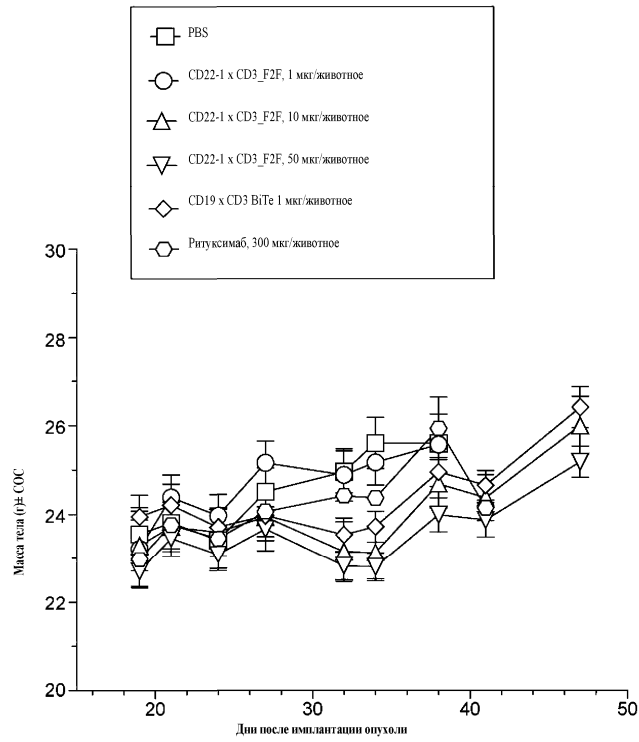 PBS
CD22-1 x CD3_F2F, 1 мкг/животное
CD22-1 x CD3_F2F, 10 мкг/животное
CD22-1 x CD3_F2F, 50 мкг/животное
CD19 x CD3 BiTe 1 мкг/животное
Ритуксимаб, 300 мкг/животное
30
28
26
24
22
20
Масса тела (г)± СОС
20
30
40
50
Дни после имплантации опухоли